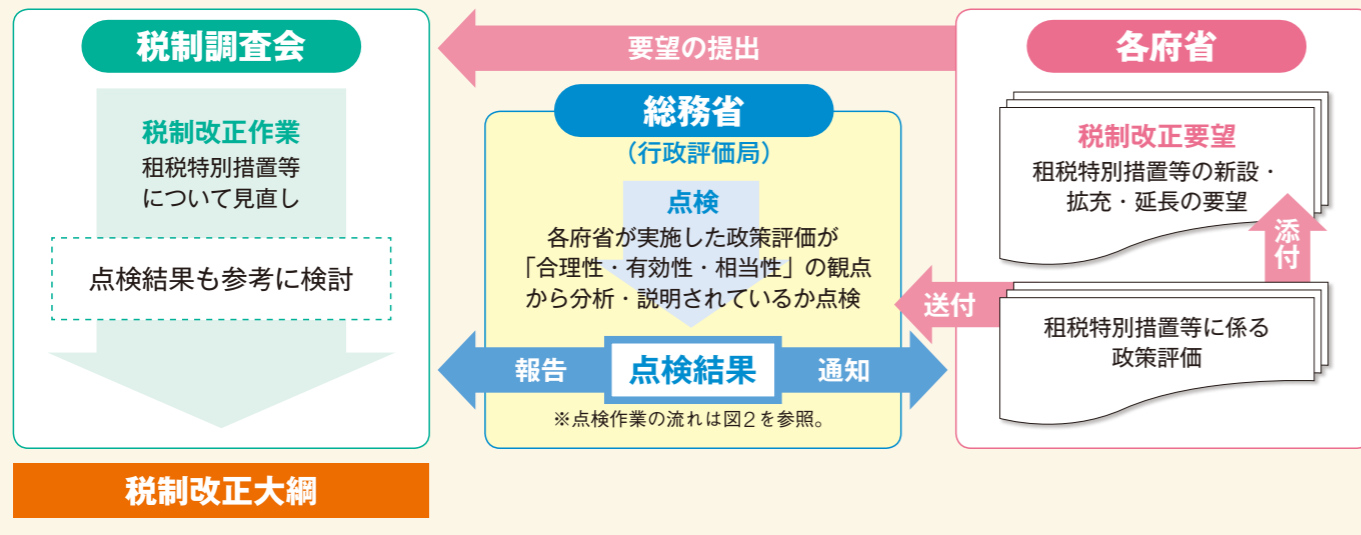 税制調査会
税制改正作業
租税特別措置等
について見直し
点検結果も参考に検討
税制改正大綱
要望の提出
総務省
（行政評価局）
点検
各府省が実施した政策評価が
「合理性・有効性・相当性」の観点
から分析・説明されているか点検
報告
点検結果
通知
※点検作業の流れは図2を参照。
送付
各府省
税制改正要望
租税特別措置等の新設・
拡充・延長の要望
添付
租税特別措置等に係る
政策評価